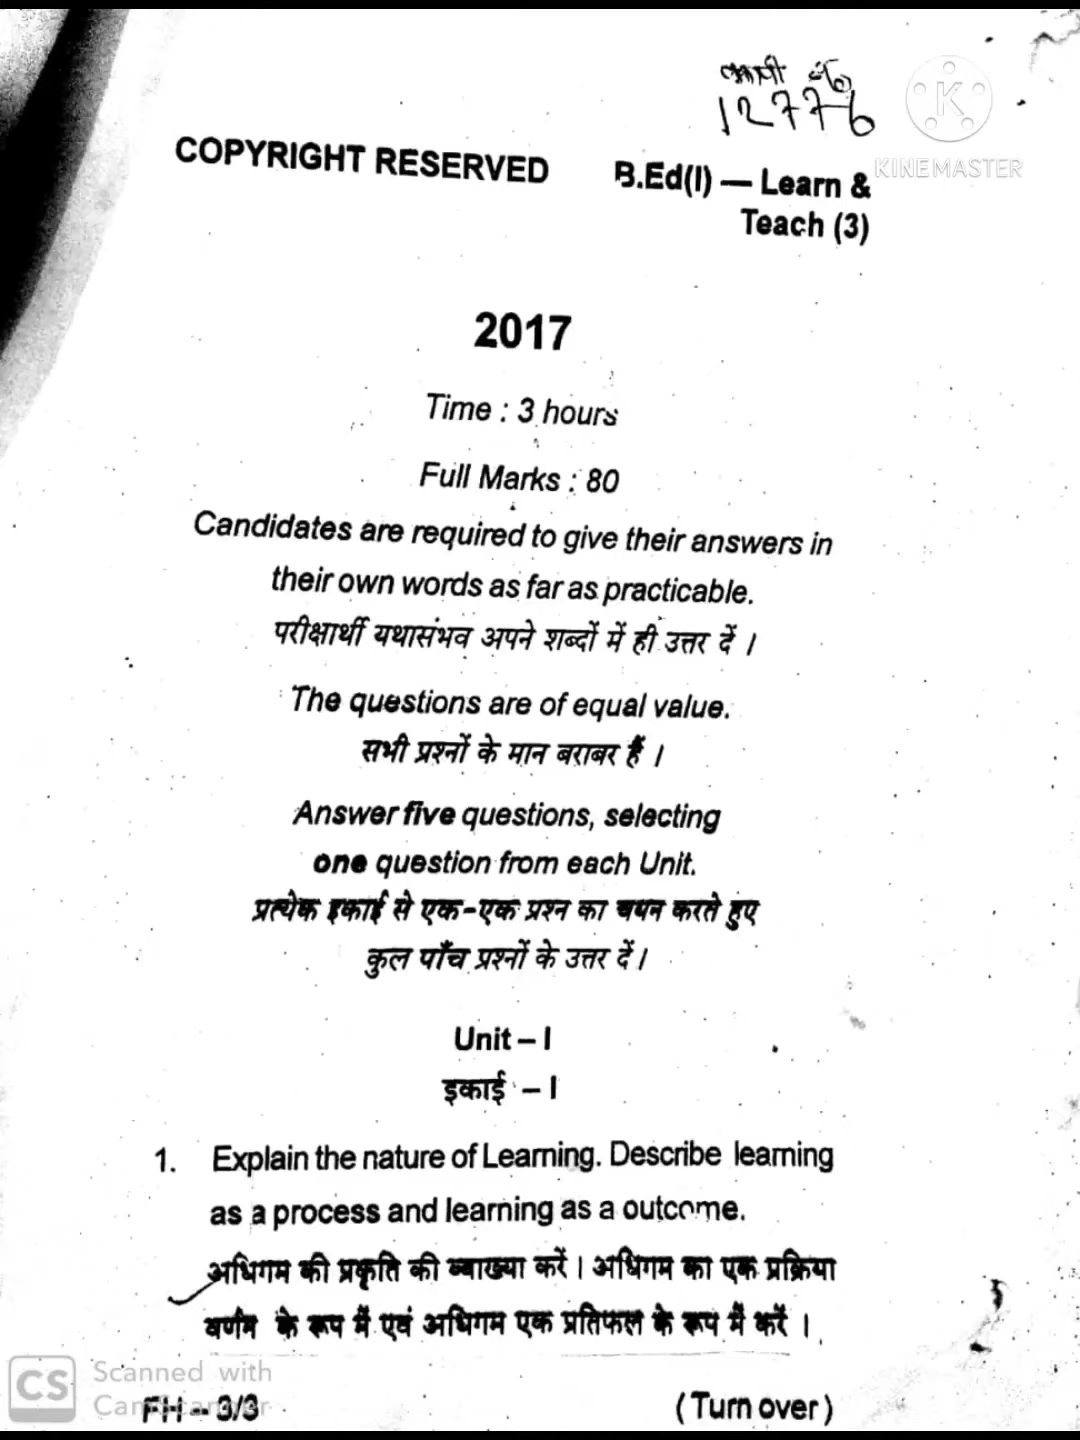 12776
KINEMASTER
COPYRIGHT RESERVED
B.Ed(I) — Learn &
Teach (3)
2017
Time : 3 hours
Full Marks : 80
Candidates are required to give their answers in
their own words as far as practicable.
परीक्षार्थी यथासंभव अपने शब्दों में ही उत्तर दें ।
The questions are of equal value.
सभी प्रश्नों के मान बराबर हैं ।
Answer five questions, selecting
one question from each Unit.
प्रत्येक इकाई से एक-एक प्रश्न का चयन करते हुए
कुल पाँच प्रश्नों के उत्तर दें ।
Unit – I
इकाई – I
1. Explain the nature of Learning. Describe learning
as a process and learning as a outcome.
अधिगम की प्रकृति की व्याख्या करें । अधिगम का एक प्रक्रिया
वर्णन के रूप में एवं अधिगम एक प्रतिफल के रूप में करें ।
CS Scanned with
CamScanner
FH – 3/3
(Turn over)